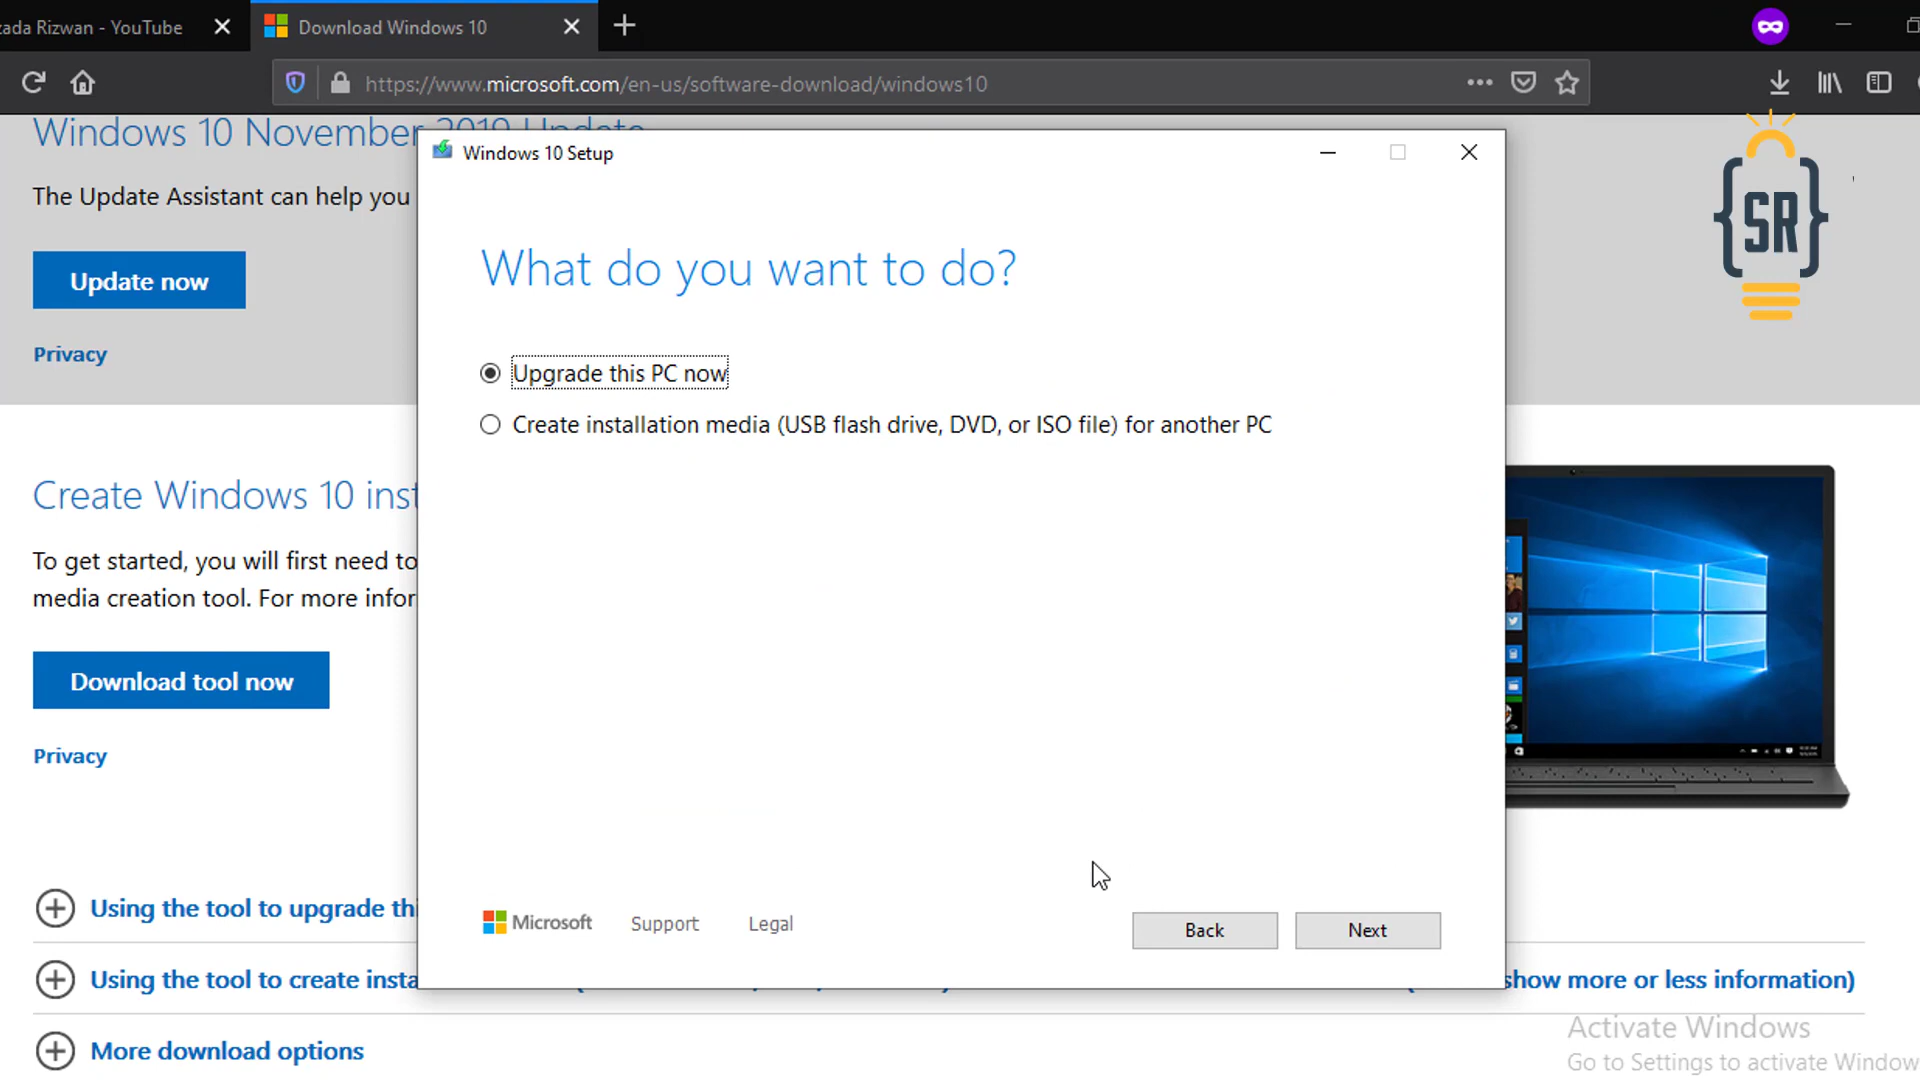 zada Rizwan - YouTube
Download Windows 10
https://www.microsoft.com/en-us/software-download/windows10
Windows 10 November 2019 Update
The Update Assistant can help you
Update now
Privacy
Create Windows 10 inst
To get started, you will first need to
media creation tool. For more infor
Download tool now
Privacy
Using the tool to upgrade thi
Using the tool to create insta
show more or less information)
More download options
Windows 10 Setup
What do you want to do?
Upgrade this PC now
Create installation media (USB flash drive, DVD, or ISO file) for another PC
Microsoft
Support
Legal
Back
Next
{SR}
Activate Windows
Go to Settings to activate Window